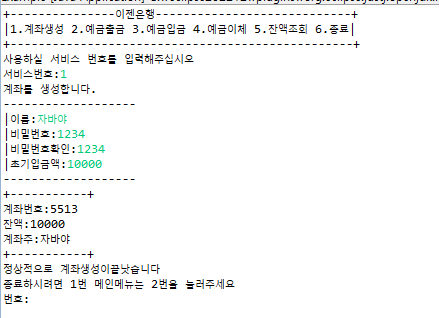 +---------------이젠은행---------------------------+
|1.계좌생성 2.예금출금 3.예금입금 4.예금이체 5.잔액조회 6.종료|
+--------------------------------------------------+
사용하실 서비스 번호를 입력해주십시요
서비스번호:1
계좌를 생성합니다.
--------------------
|이름:자바야
|비밀번호:1234
|비밀번호확인:1234
|초기입금액:10000
--------------------
+------------+
계좌번호:5513
잔액:10000
계좌주:자바야
+------------+
정상적으로 계좌생성이끝낫습니다
종료하시려면 1번 메인메뉴는 2번을 눌러주세요
번호: